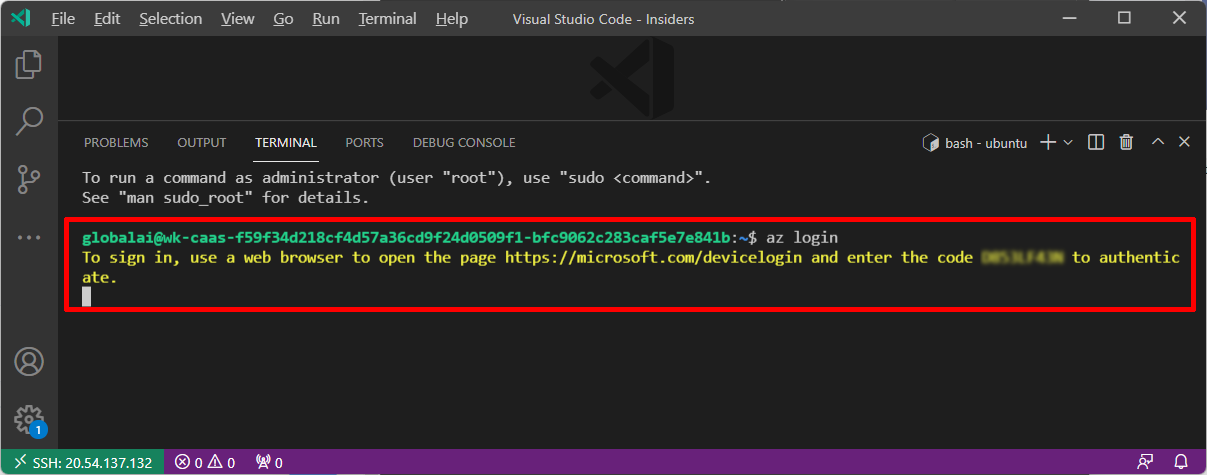 File Edit Selection View Go Run Terminal Help Visual Studio Code - Insiders
PROBLEMS OUTPUT TERMINAL PORTS DEBUG CONSOLE bash - ubuntu
To run a command as administrator (user "root"), use "sudo <command>".
See "man sudo_root" for details.
globalai@wk-caas-f59f34d218cf4d57a36cd9f24d0509f1-bfc9062c283caf5e7e841b:~$ az login
To sign in, use a web browser to open the page https://microsoft.com/devicelogin and enter the code to authentic
ate.
1
SSH: 20.54.137.132 0 0 0